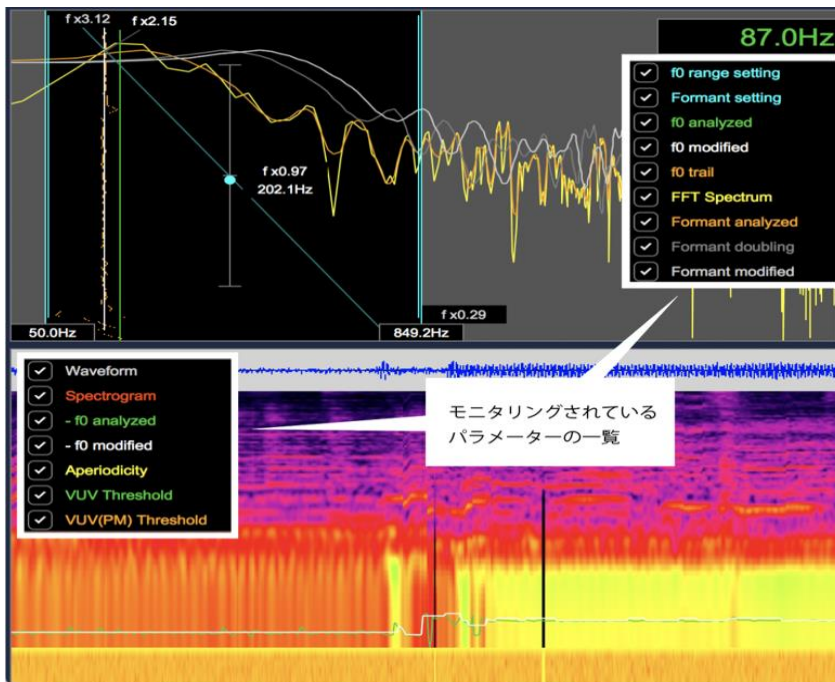 f x3.12
f x2.15
87.0Hz
f0 range setting
Formant setting
f0 analyzed
f0 modified
f0 trail
FFT Spectrum
Formant analyzed
Formant doubling
Formant modified
f x0.97
202.1Hz
f x0.29
50.0Hz
849.2Hz
Waveform
Spectrogram
- f0 analyzed
- f0 modified
Aperiodicity
VUV Threshold
VUV(PM) Threshold
モニタリングされている
パラメーターの一覧